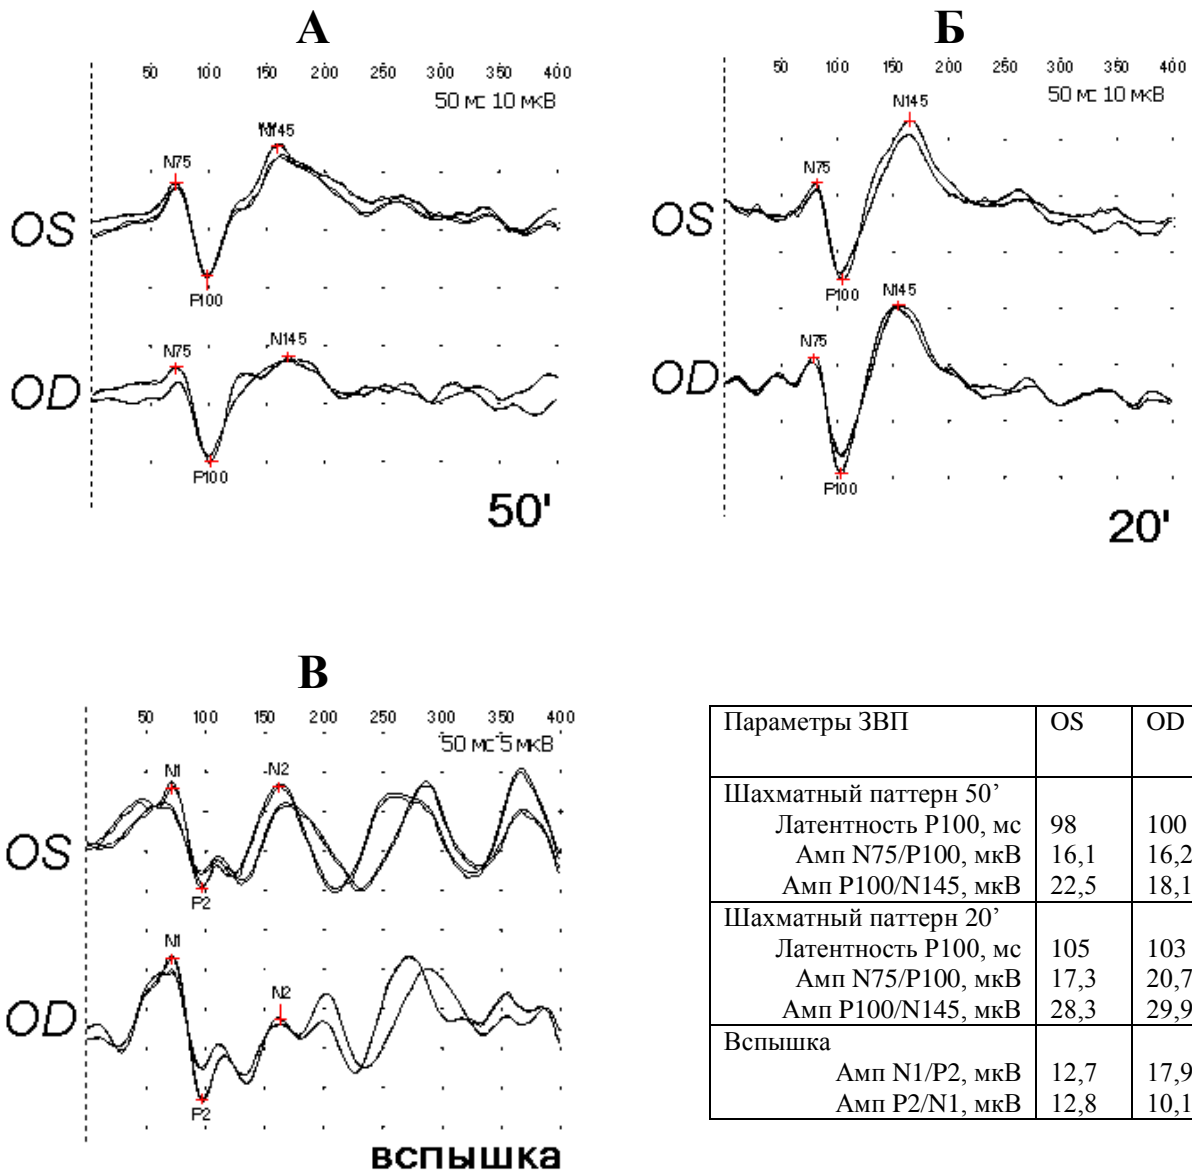 А
50 100 150 200 250 300 350 400
50 мс 10 мкВ
N75
N145
OS
P100
N75
N145
OD
P100
50'
Б
50 100 150 200 250 300 350 400
50 мс 10 мкВ
N75
N145
OS
P100
N75
N145
OD
P100
20'
В
50 100 150 200 250 300 350 400
50 мс 5 мкВ
N1
N2
OS
P2
N1
N2
OD
P2
вспышка
Параметры ЗВП OS OD
Шахматный паттерн 50’
Латентность P100, мс 98 100
Амп N75/P100, мкВ 16,1 16,2
Амп P100/N145, мкВ 22,5 18,1
Шахматный паттерн 20’
Латентность P100, мс 105 103
Амп N75/P100, мкВ 17,3 20,7
Амп P100/N145, мкВ 28,3 29,9
Вспышка
Амп N1/P2, мкВ 12,7 17,9
Амп P2/N1, мкВ 12,8 10,1